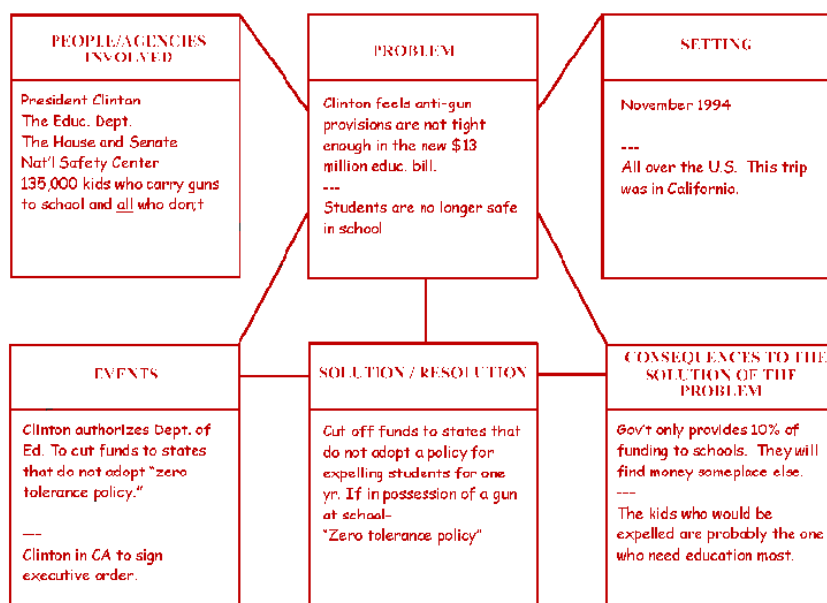 PEOPLE/AGENCIES
INVOLVED
President Clinton
The Educ. Dept.
The House and Senate
Nat'l Safety Center
135,000 kids who carry guns
to school and all who don;t
PROBLEM
Clinton feels anti-gun
provisions are not tight
enough in the new $13
million educ. bill.
---
Students are no longer safe
in school
SETTING
November 1994
---
All over the U.S. This trip
was in California.
EVENTS
Clinton authorizes Dept. of
Ed. To cut funds to states
that do not adopt "zero
tolerance policy."
---
Clinton in CA to sign
executive order.
SOLUTION / RESOLUTION
Cut off funds to states that
do not adopt a policy for
expelling students for one
yr. If in possession of a gun
at school-
"Zero tolerance policy"
CONSEQUENCES TO THE
SOLUTION OF THE
PROBLEM
Gov't only provides 10% of
funding to schools. They will
find money someplace else.
---
The kids who would be
expelled are probably the one
who need education most.